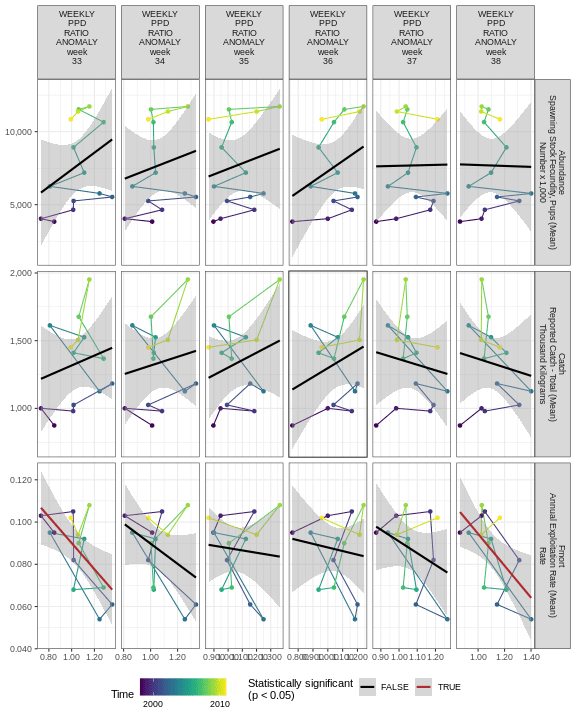 WEEKLY PPD RATIO ANOMALY week 33
WEEKLY PPD RATIO ANOMALY week 34
WEEKLY PPD RATIO ANOMALY week 35
WEEKLY PPD RATIO ANOMALY week 36
WEEKLY PPD RATIO ANOMALY week 37
WEEKLY PPD RATIO ANOMALY week 38
10,000
5,000
Abundance
Spawning Stock Fecundity, Pups (Mean)
Number x 1,000
2,000
1,500
1,000
Catch
Reported Catch - Total (Mean)
Thousand Kilograms
0.120
0.100
0.080
0.060
0.040
Fmort
Annual Exploitation Rate (Mean)
Rate
0.80 1.00 1.20
0.80 1.00 1.20
0.90 1.00 1.10 1.20 1.30
0.80 0.90 1.00 1.10 1.20
0.90 1.00 1.10 1.20
1.00 1.20 1.40
Time
2000 2010
Statistically significant
(p < 0.05)
FALSE
TRUE